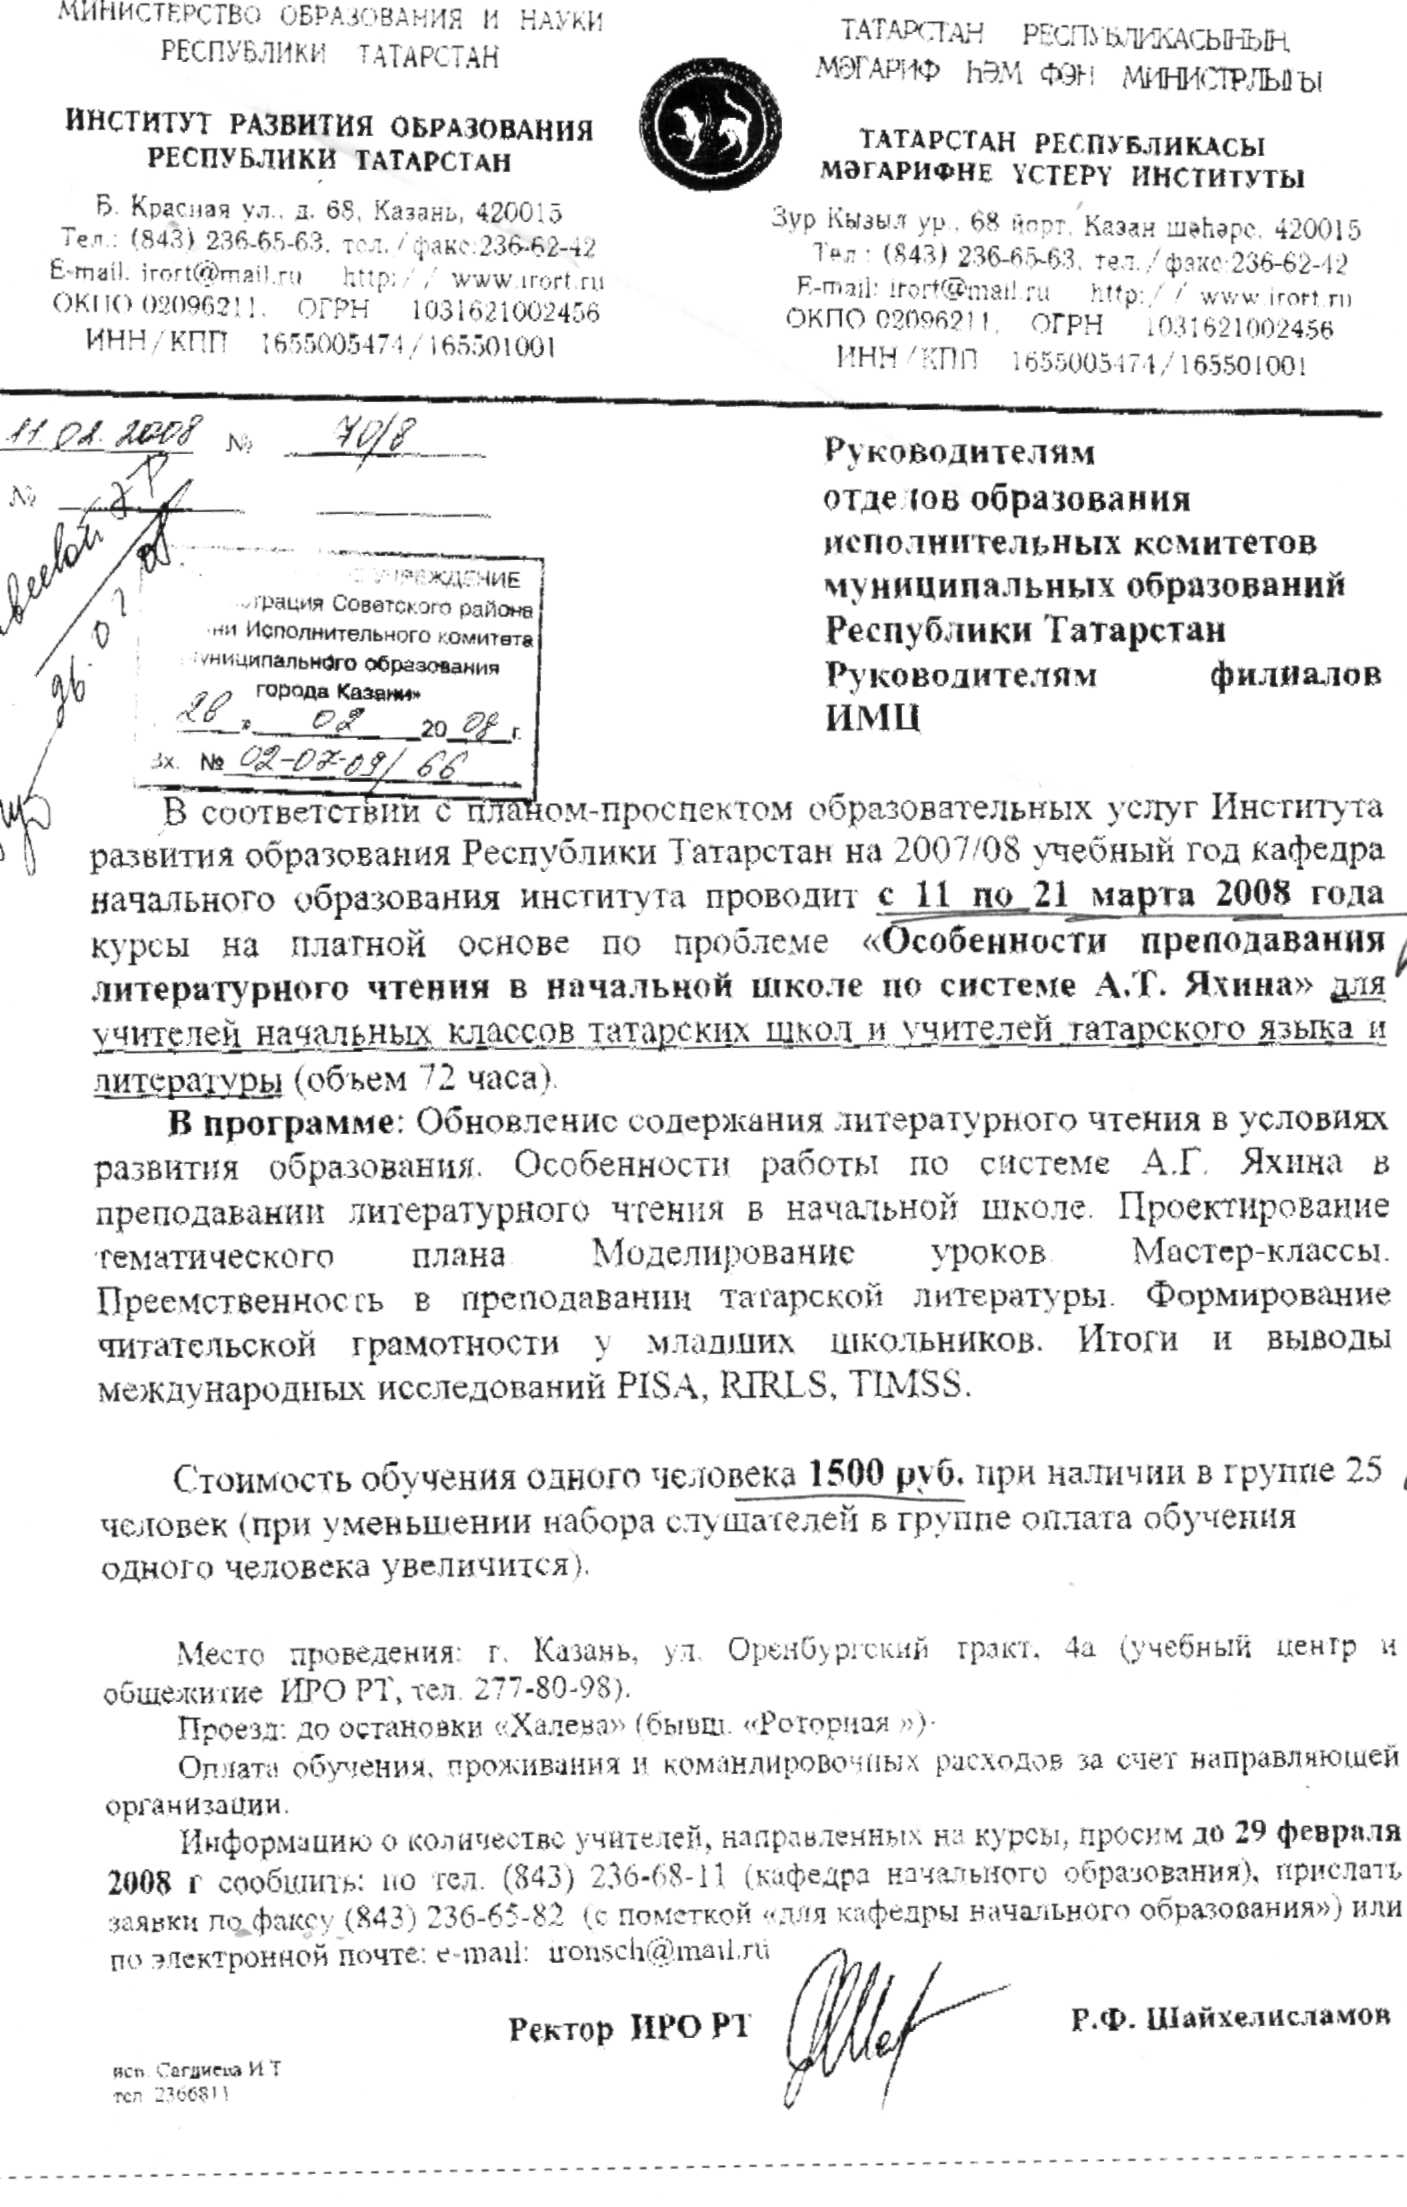 МИНИСТЕРСТВО ОБРАЗОВАНИЯ И НАУКИ
РЕСПУБЛИКИ ТАТАРСТАН
ИНСТИТУТ РАЗВИТИЯ ОБРАЗОВАНИЯ
РЕСПУБЛИКИ ТАТАРСТАН
Б. Красная ул., д. 68, Казань, 420015
Тел.: (843) 236-65-63, тел./факс:236-62-42
E-mail: irort@mail.ru http:// www.irort.ru
ОКПО 02096211, ОГРН 1031621002456
ИНН/КПП 1655005474/165501001
ТАТАРСТАН РЕСПУБЛИКАСЫНЫҢ
МӘГАРИФ ҺӘМ ФӘН МИНИСТРЛЫГЫ
ТАТАРСТАН РЕСПУБЛИКАСЫ
МӘГАРИФНЕ ҮСТЕРҮ ИНСТИТУТЫ
Зур Кызыл ур., 68 йорт, Казан шәһәре, 420015
Тел.: (843) 236-65-63, тел./факс:236-62-42
E-mail: irort@mail.ru http:// www.irort.ru
ОКПО 02096211, ОГРН 1031621002456
ИНН/КПП 1655005474/165501001
11.02.2008 № 70/8
№
Руководителям
отделов образования
исполнительных комитетов
муниципальных образований
Республики Татарстан
Руководителям филиалов
ИМЦ
УЧРЕЖДЕНИЕ
Советского района
Исполнительного комитета
муниципального образования
города Казани»
26 » 02 2008 г.
Вх. № 02-07-09/ 66
В соответствии с планом-проспектом образовательных услуг Института
развития образования Республики Татарстан на 2007/08 учебный год кафедра
начального образования института проводит с 11 по 21 марта 2008 года
курсы на платной основе по проблеме «Особенности преподавания
литературного чтения в начальной школе по системе А.Т. Яхина» для
учителей начальных классов татарских школ и учителей татарского языка и
литературы (объем 72 часа).
В программе: Обновление содержания литературного чтения в условиях
развития образования. Особенности работы по системе А.Г. Яхина в
преподавании литературного чтения в начальной школе. Проектирование
тематического плана. Моделирование уроков. Мастер-классы.
Преемственность в преподавании татарской литературы. Формирование
читательской грамотности у младших школьников. Итоги и выводы
международных исследований PISA, RIRLS, TIMSS.
Стоимость обучения одного человека 1500 руб. при наличии в группе 25
человек (при уменьшении набора слушателей в группе оплата обучения
одного человека увеличится).
Место проведения: г. Казань, ул. Оренбургский тракт, 4а (учебный центр и
общежитие ИРО РТ, тел. 277-80-98).
Проезд: до остановки «Халева» (бывш. «Роторная »).
Оплата обучения, проживания и командировочных расходов за счет направляющей
организации.
Информацию о количестве учителей, направленных на курсы, просим до 29 февраля
2008 г сообщить: по тел. (843) 236-68-11 (кафедра начального образования), прислать
заявки по факсу (843) 236-65-82 (с пометкой «для кафедры начального образования») или
по электронной почте: e-mail: ironsch@mail.ru
Ректор ИРО РТ Р.Ф. Шайхелисламов
исп. Сагдиева И Т
тел 2366811